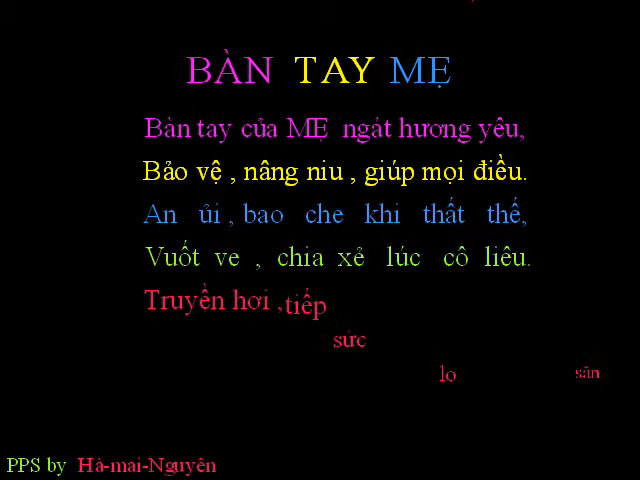 BÀN TAY MẸ
Bàn tay của MẸ ngát hương yêu,
Bảo vệ , nâng niu , giúp mọi điều.
An ủi , bao che khi thất thế,
Vuốt ve , chia xẻ lúc cô liêu.
Truyền hơi , tiếp
sức
lo
săn
PPS by Hà-mai-Nguyên